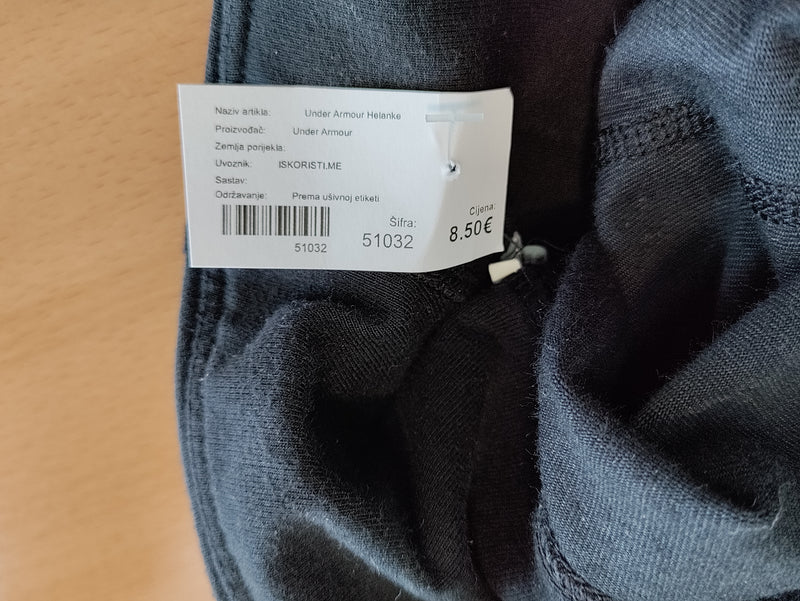 Naziv artikla: Under Armour Helanke
Proizvođač: Under Armour
Zemlja porijekla:
Uvoznik: ISKORISTI.ME
Sastav:
Održavanje: Prema ušivnoj etiketi
51032
Šifra:
51032
Cijena:
8.50€